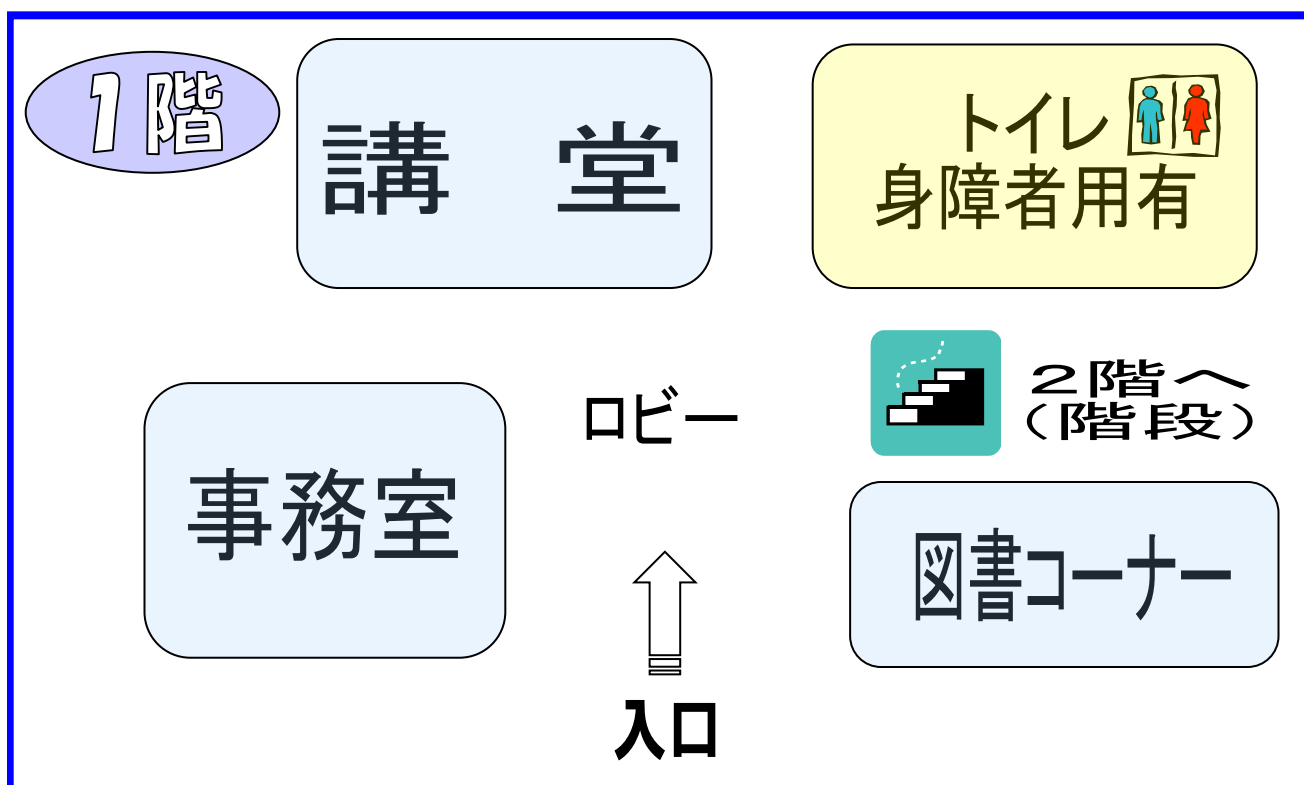 1階
講　堂
トイレ
身障者用有
2階へ
(階段)
ロビー
事務室
図書コーナー
入口